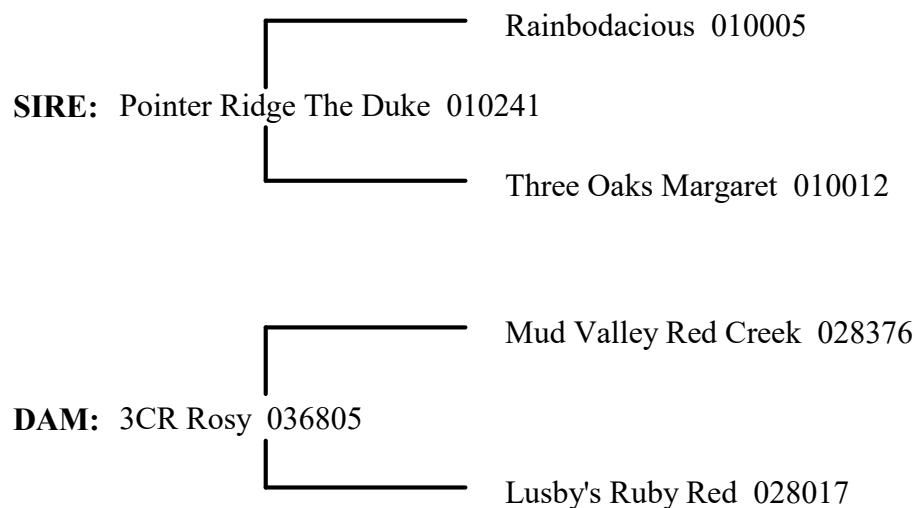 Rainbodacious 010005
SIRE: Pointer Ridge The Duke 010241
Three Oaks Margaret 010012
Mud Valley Red Creek 028376
DAM: 3CR Rosy 036805
Lusby's Ruby Red 028017